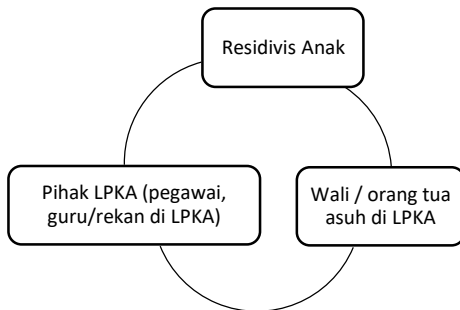 Residivis Anak
Pihak LPKA (pegawai,
guru/rekan di LPKA)
Wali / orang tua
asuh di LPKA